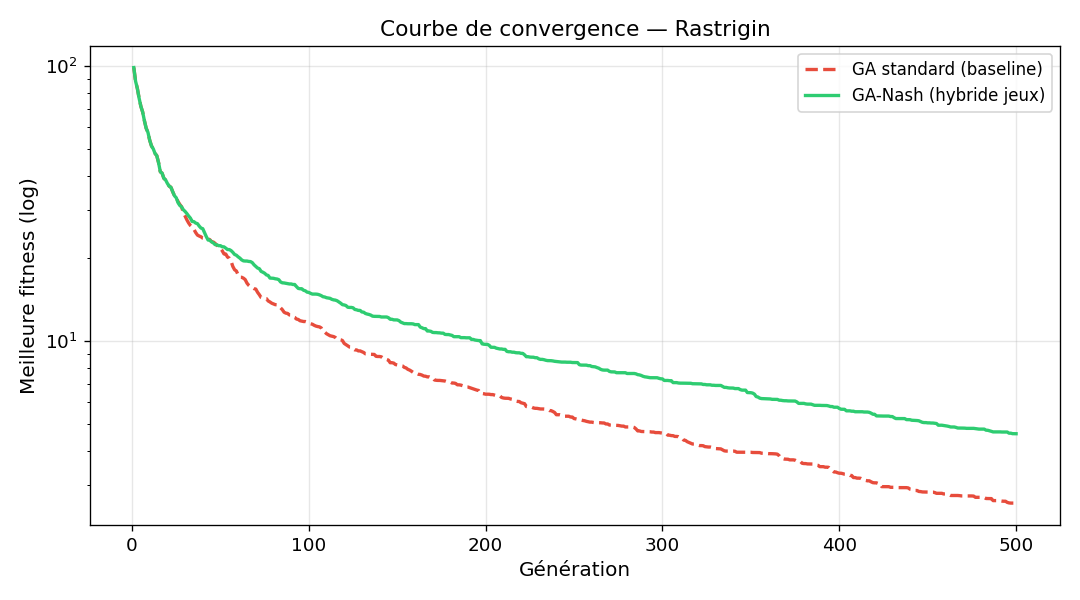 Courbe de convergence — Rastrigin
GA standard (baseline)
GA-Nash (hybride jeux)
Meilleure fitness (log)
10²
10¹
0 100 200 300 400 500
Génération